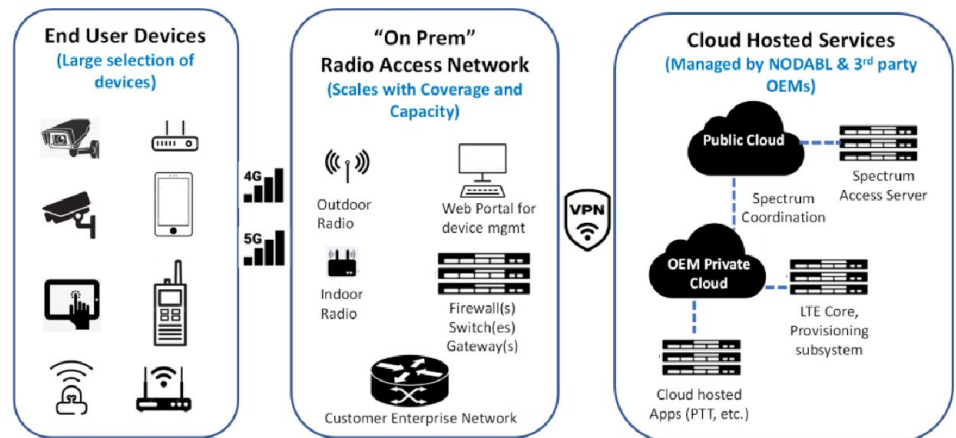 End User Devices
(Large selection of
devices)
4G
5G
"On Prem"
Radio Access Network
(Scales with Coverage and
Capacity)
Outdoor
Radio
Web Portal for
device mgmt
Indoor
Radio
Firewall(s)
Switch(es)
Gateway(s)
Customer Enterprise Network
VPN
Cloud Hosted Services
(Managed by NODABL & 3rd party
OEMs)
Public Cloud
Spectrum
Access Server
Spectrum
Coordination
OEM Private
Cloud
LTE Core,
Provisioning
subsystem
Cloud hosted
Apps (PTT, etc.)